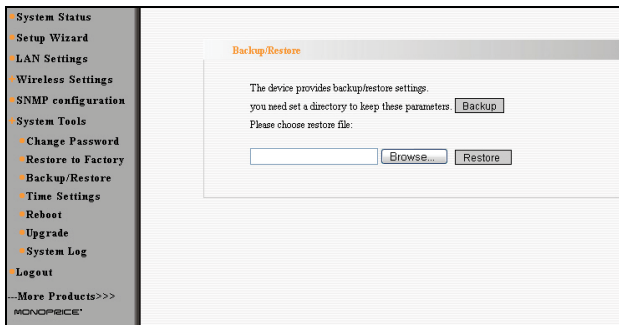 System Status
Setup Wizard
LAN Settings
Wireless Settings
SNMP configuration
System Tools
Change Password
Restore to Factory
Backup/Restore
Time Settings
Reboot
Upgrade
System Log
Logout
---More Products>>>
MONOPRICE
Backup/Restore
The device provides backup/restore settings.
you need set a directory to keep these parameters. Backup
Please choose restore file:
Browse... Restore